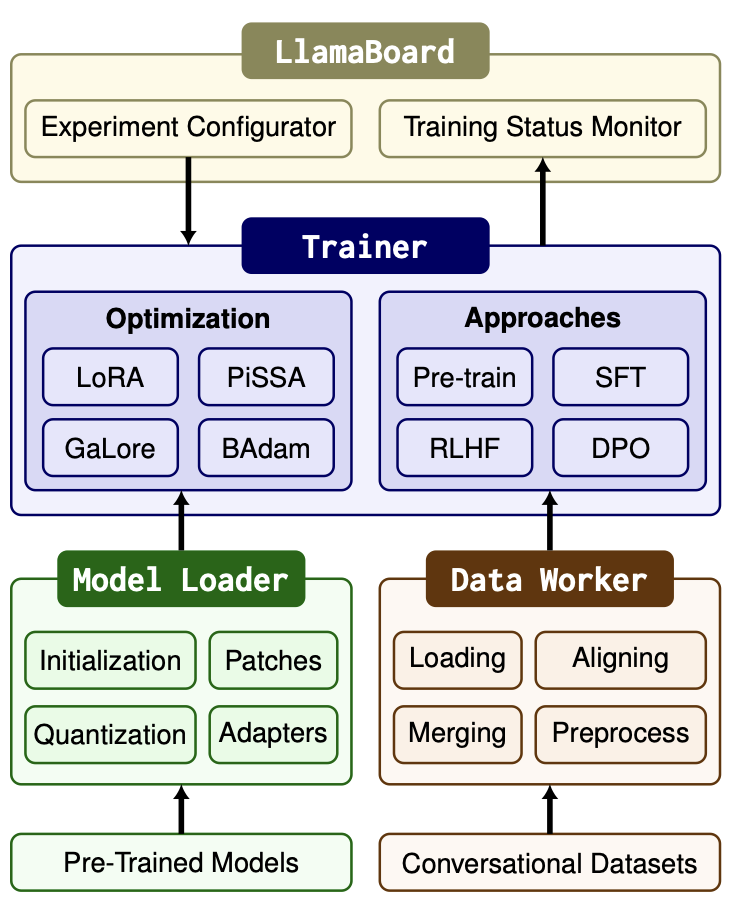 LlamaBoard
Experiment Configurator
Training Status Monitor
Trainer
Optimization
LoRA
PiSSA
GaLore
BAdam
Approaches
Pre-train
SFT
RLHF
DPO
Model Loader
Initialization
Patches
Quantization
Adapters
Data Worker
Loading
Aligning
Merging
Preprocess
Pre-Trained Models
Conversational Datasets